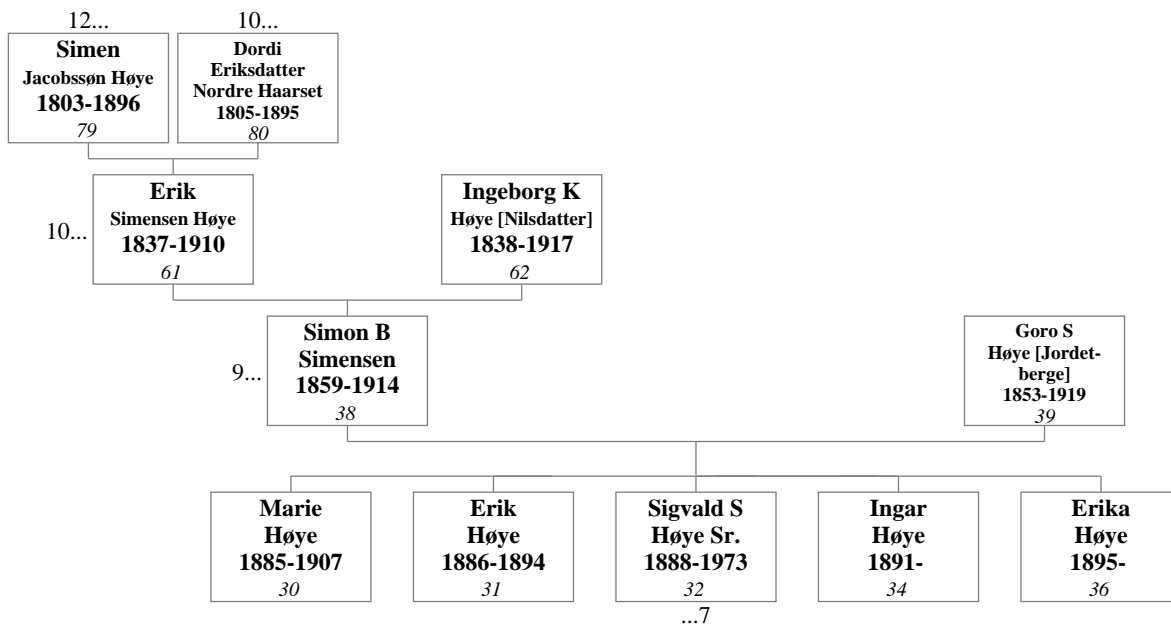 12...
10...
Simen
Jacobssøn Høye
1803-1896
79
Dordi
Eriksdatter
Nordre Haarset
1805-1895
80
10...
Erik
Simensen Høye
1837-1910
61
Ingeborg K
Høye [Nilsdatter]
1838-1917
62
9...
Simon B
Simensen
1859-1914
38
Goro S
Høye [Jordet-
berge]
1853-1919
39
Marie
Høye
1885-1907
30
Erik
Høye
1886-1894
31
Sigvald S
Høye Sr.
1888-1973
32
...7
Ingar
Høye
1891-
34
Erika
Høye
1895-
36